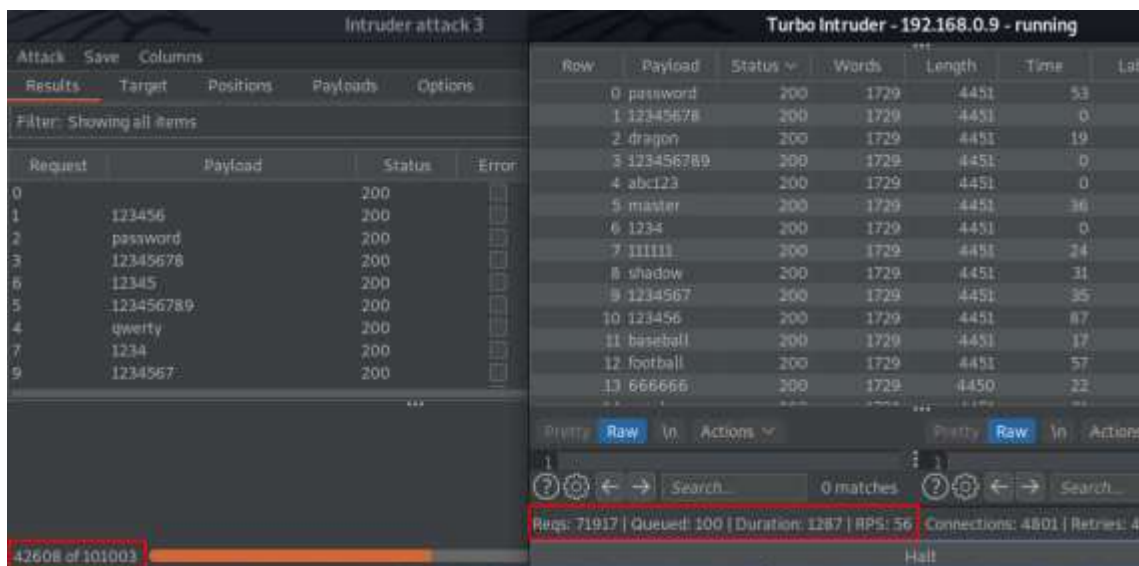 Intruder attack 3
Attack Save Columns
Results Target Positions Payloads Options
Filter: Showing all items
Request Payload Status Error
0 200
1 123456 200
2 password 200
3 12345678 200
6 12345 200
5 123456789 200
4 qwerty 200
7 1234 200
9 1234567 200
42608 of 101003
Turbo Intruder - 192.168.0.9 - running
Row Payload Status Words Length Time
0 password 200 1729 4451 53
1 12345678 200 1729 4451 0
2 dragon 200 1729 4451 19
3 123456789 200 1729 4451 0
4 abc123 200 1729 4451 0
5 master 200 1729 4451 36
6 1234 200 1729 4451 0
7 111111 200 1729 4451 24
8 shadow 200 1729 4451 31
9 1234567 200 1729 4451 35
10 123456 200 1729 4451 87
11 baseball 200 1729 4451 17
12 football 200 1729 4451 57
13 666666 200 1729 4450 22
Pretty Raw \n Actions Pretty Raw \n Actions
1 1
Search... 0 matches Search...
Reqs: 71917 | Queued: 100 | Duration: 1287 | RPS: 56 Connections: 4801 | Retries: 4
Halt